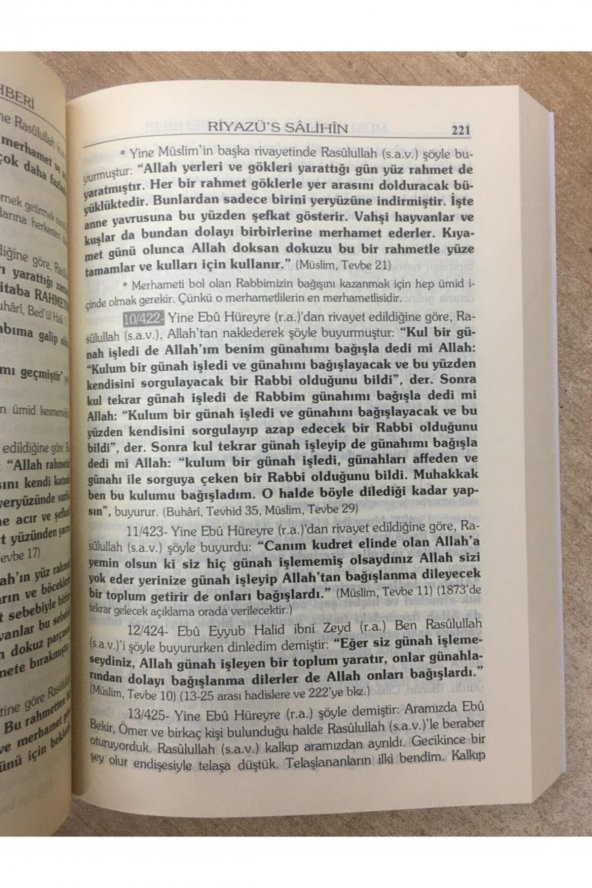 HBERİ
ne Rasûlullah
merhamet
çok daha fazla
RİYAZÜ'S SÂLİHÎN 221
* Yine Müslim'in başka rivayetinde Rasûlullah (s.a.v.) şöyle bu-
yurmuştur: “Allah yerleri ve gökleri yarattığı gün yüz rahmet de
yaratmıştır. Her bir rahmet göklerle yer arasını dolduracak bü-
yüklüktedir. Bunlardan sadece birini yeryüzüne indirmiştir. İşte
anne yavrusuna bu yüzden şefkat gösterir. Vahşi hayvanlar ve
kuşlar da bundan dolayı birbirlerine merhamet ederler. Kıya-
met günü olunca Allah doksan dokuzu bu bir rahmetle yüze
tamamlar ve kulları için kullanır.” (Müslim, Tevbe 21)
* Merhameti bol olan Rabbimizin bağışını kazanmak için hep ümid i-
çinde olmak gerekir. Çünkü o merhametlilerin en merhametlisidir.
10/422- Yine Ebû Hüreyre (r.a.)'dan rivayet edildiğine göre, Ra-
sûlullah (s.a.v.), Allah'tan naklederek şöyle buyurmuştur: “Kul bir gü-
nah işledi de Allah'ım benim günahımı bağışla dedi mi Allah:
“Kulum bir günah işledi ve günahını bağışlayacak ve bu yüzden
kendisini sorgulayacak bir Rabbi olduğunu bildi”, der. Sonra
kul tekrar günah işledi de Rabbim günahımı bağışla dedi mi
Allah: “Kulum bir günah işledi ve günahını bağışlayacak ve bu
yüzden kendisini sorgulayıp azap edecek bir Rabbi olduğunu
bildi”, der. Sonra kul tekrar günah işleyip de günahımı bağışla
dedi mi Allah: “kulum bir günah işledi, günahları affeden ve
günahı ile sorguya çeken bir Rabbi olduğunu bildi. Muhakkak
ben bu kulumu bağışladım. O halde böyle dilediği kadar yap-
sın”, buyurur. (Buhârî, Tevhid 35, Müslim, Tevbe 29)
11/423- Yine Ebû Hüreyre (r.a.)'dan rivayet edildiğine göre, Ra-
sûlullah (s.a.v.) şöyle buyurdu: “Canım kudret elinde olan Allah'a
yemin olsun ki siz hiç günah işlememiş olsaydınız Allah sizi
yok eder yerinize günah işleyip Allah'tan bağışlanma dileyecek
bir toplum getirir de onları bağışlardı.” (Müslim, Tevbe 11) (1873'de
tekrar gelecek açıklama orada verilecektir.)
12/424- Ebû Eyyub Halid ibni Zeyd (r.a.) Ben Rasûlullah
(s.a.v.)'i şöyle buyururken dinledim demiştir: “Eğer siz günah işleme-
seydiniz, Allah günah işleyen bir toplum yaratır, onlar günahla-
rından dolayı bağışlanma dilerler de Allah onları bağışlardı.”
(Müslim, Tevbe 10) (13-25 arası hadislere ve 222'ye bkz.)
13/425- Yine Ebû Hüreyre (r.a.) şöyle demiştir: Aramızda Ebû
Bekir, Ömer ve birkaç kişi bulunduğu halde Rasûlullah (s.a.v.)'le beraber
oturuyorduk. Rasûlullah (s.a.v.) kalkıp aramızdan ayrıldı. Gecikince bir
şey olur endişesiyle telaşa düştük. Telaşlananların ilki bendim. Kalkıp